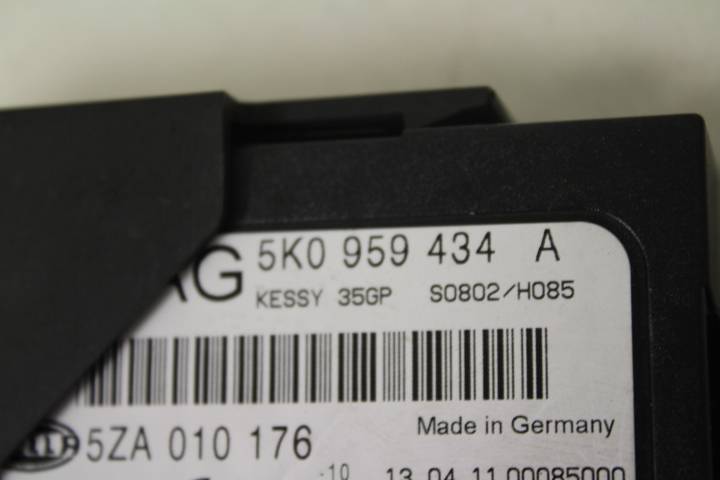 AG 5K0 959 434 A
KESSY 35GP S0802/H085
5ZA 010 176
Made in Germany
-10 13.04.11 00085000